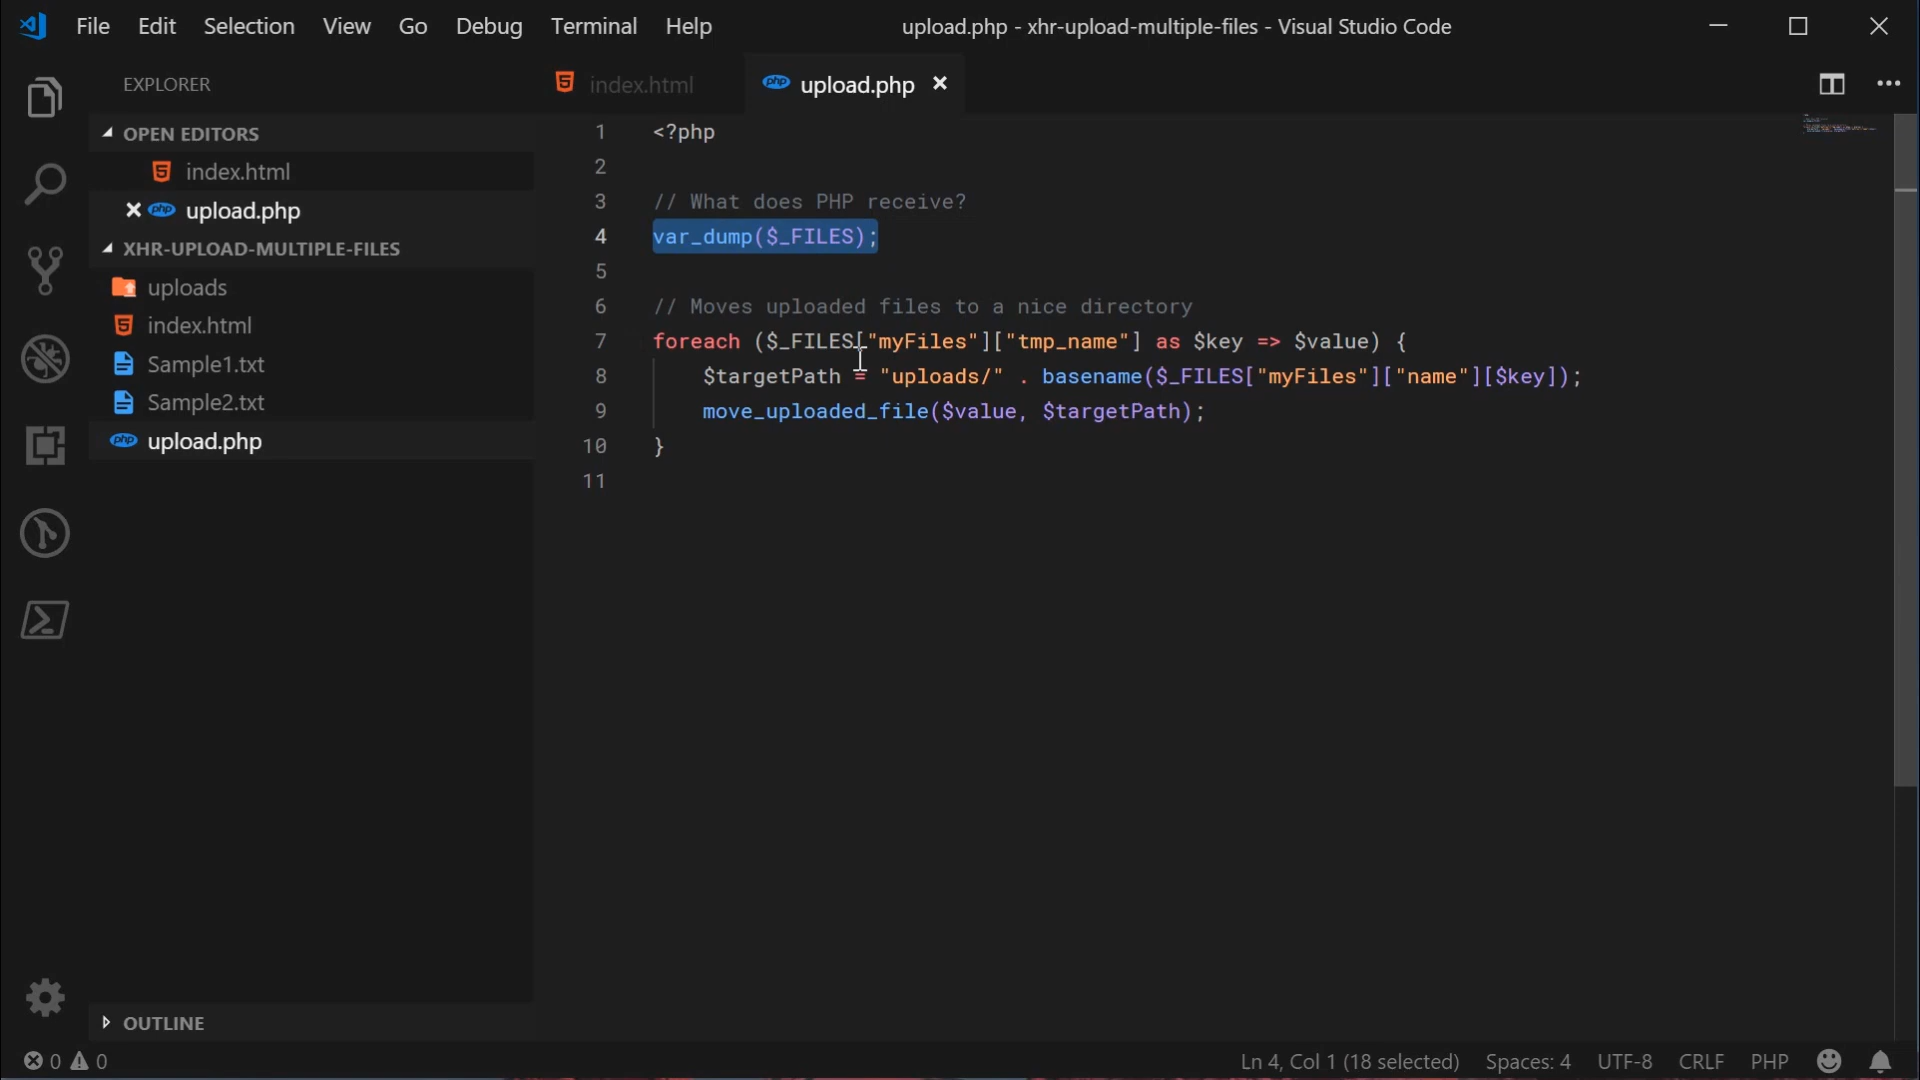 File Edit Selection View Go Debug Terminal Help
upload.php - xhr-upload-multiple-files - Visual Studio Code
EXPLORER
OPEN EDITORS
index.html
upload.php
XHR-UPLOAD-MULTIPLE-FILES
uploads
index.html
Sample1.txt
Sample2.txt
upload.php
OUTLINE
index.html
php upload.php
1 <?php
2
3 // What does PHP receive?
4 var_dump($_FILES);
5
6 // Moves uploaded files to a nice directory
7 foreach ($_FILES["myFiles"]["tmp_name"] as $key => $value) {
8 $targetPath = "uploads/" . basename($_FILES["myFiles"]["name"][$key]);
9 move_uploaded_file($value, $targetPath);
10 }
11
0 0
Ln 4, Col 1 (18 selected) Spaces: 4 UTF-8 CRLF PHP